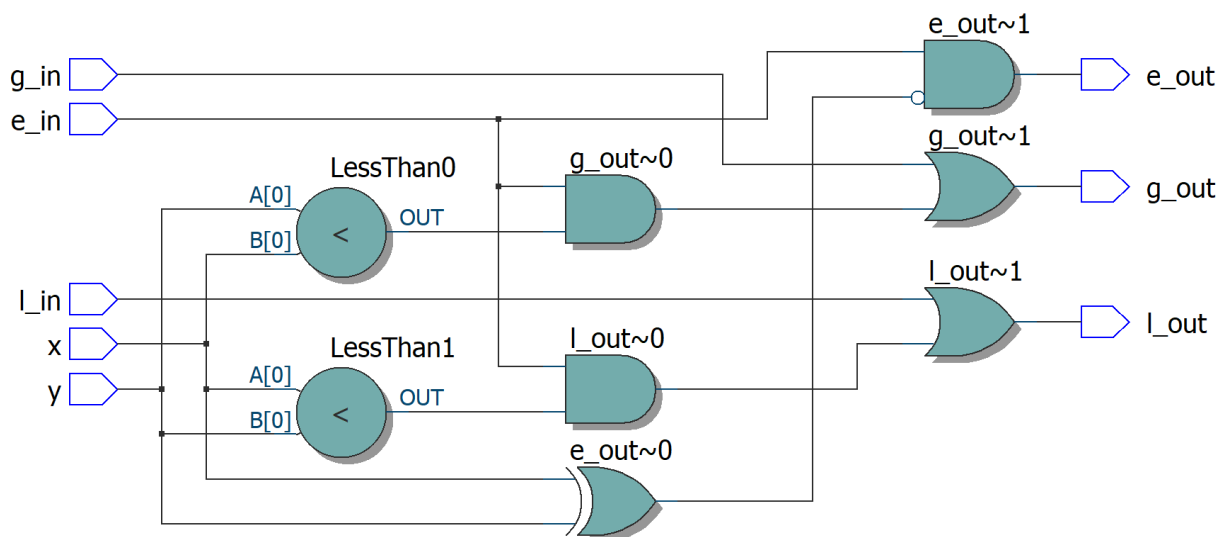 e_out~1
g_in
e_out
e_in
g_out~1
LessThan0
g_out~0
A[0]
OUT
g_out
B[0]
<
l_out~1
l_in
x
LessThan1
l_out~0
l_out
A[0]
OUT
y
B[0]
<
e_out~0